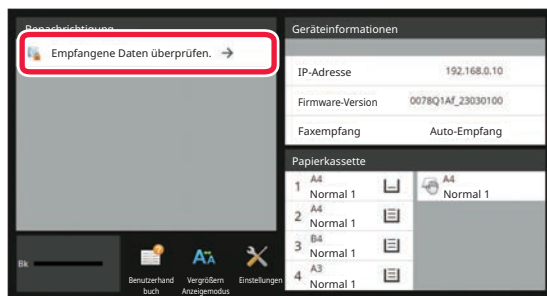 Benachrichtigung
Empfangene Daten überprüfen. →
Geräteinformationen
IP-Adresse 192.168.0.10
Firmware-Version 0078Q1Af_23030100
Faxempfang Auto-Empfang
Papierkassette
1 A4
Normal 1
A4
Normal 1
2 A4
Normal 1
3 B4
Normal 1
4 A3
Normal 1
Bk
Benutzerhand
buch
Vergrößern
Anzeigemodus
Einstellungen